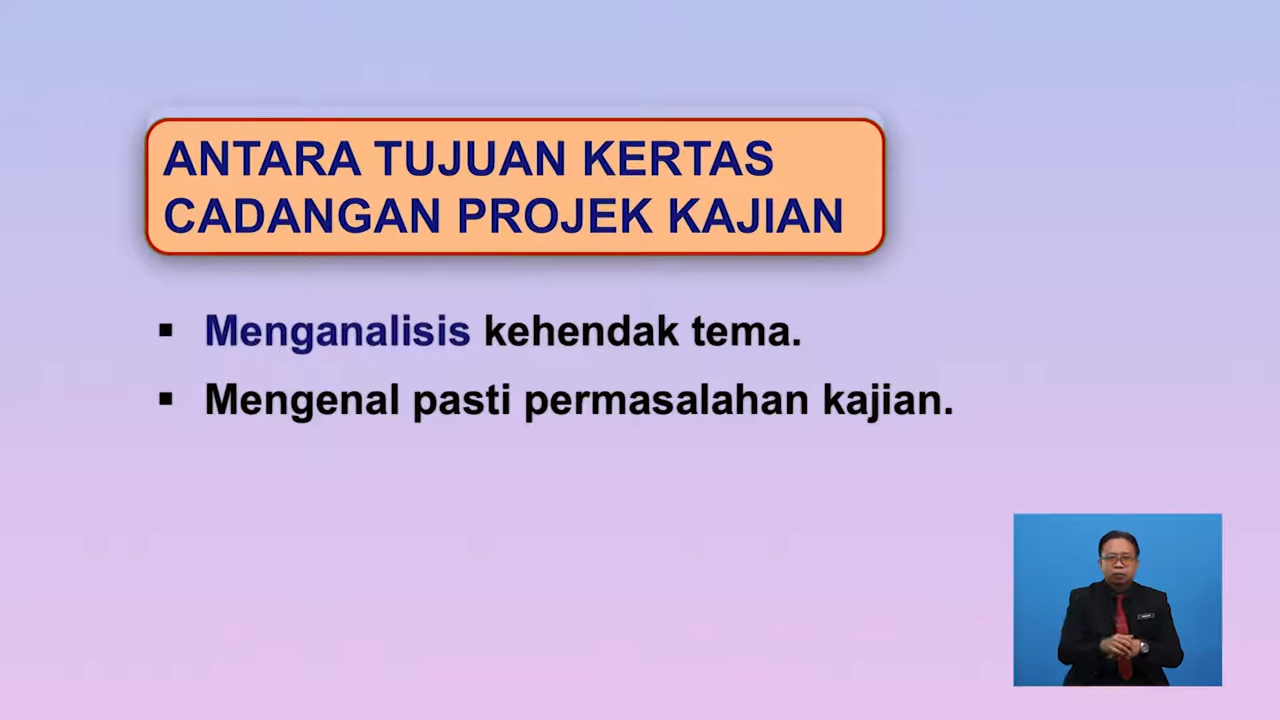 ANTARA TUJUAN KERTAS
CADANGAN PROJEK KAJIAN
▪ Menganalisis kehendak tema.
▪ Mengenal pasti permasalahan kajian.